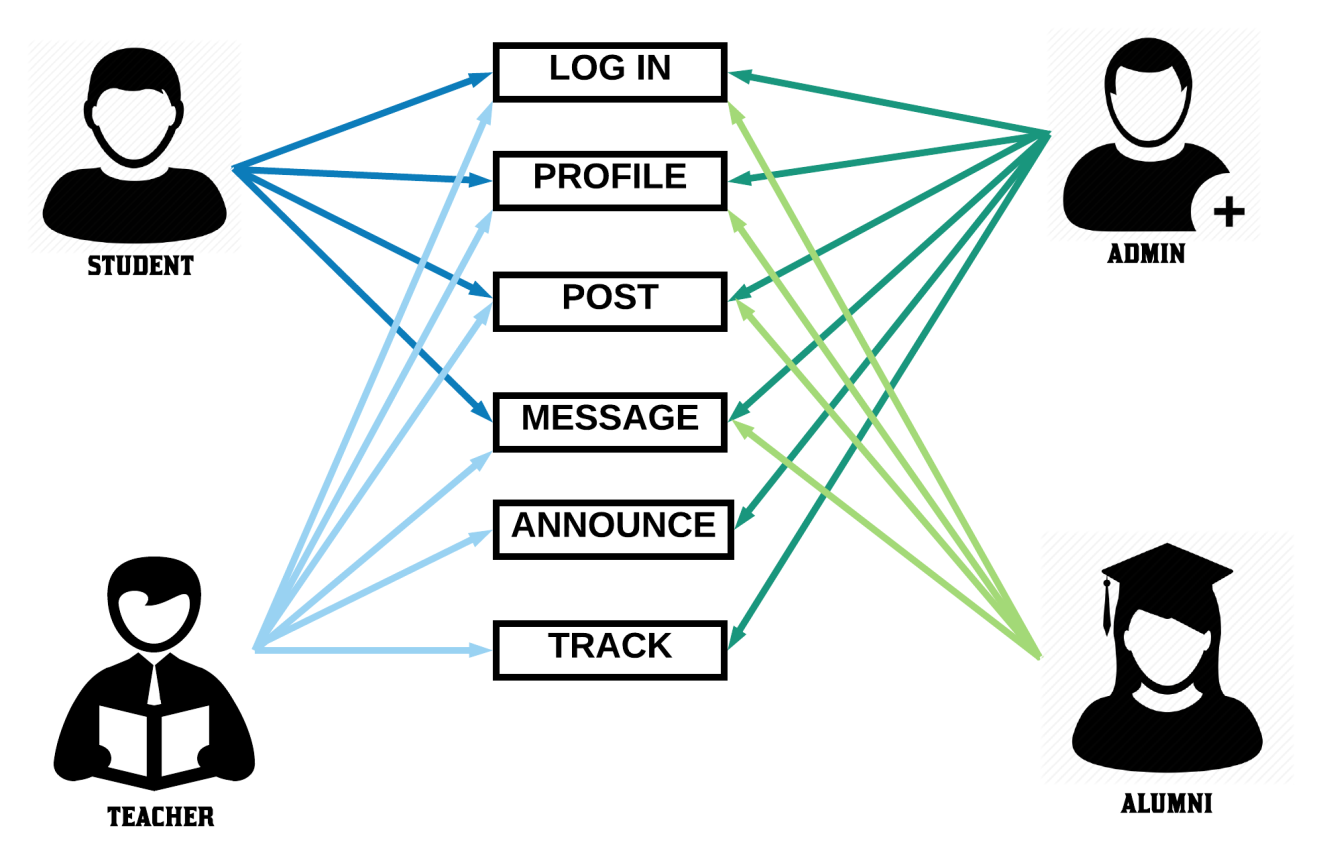 LOG IN
PROFILE
POST
MESSAGE
ANNOUNCE
TRACK
STUDENT
ADMIN
TEACHER
ALUMNI